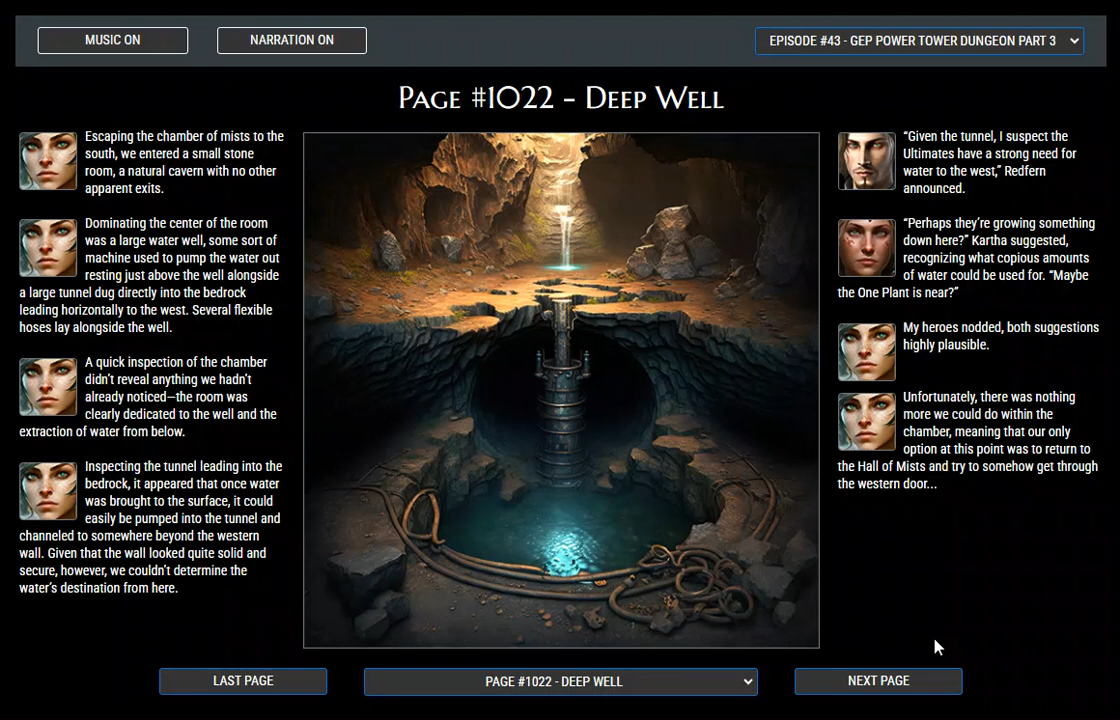 MUSIC ON
NARRATION ON
EPISODE #43 - GEP POWER TOWER DUNGEON PART 3
Page #1022 - Deep Well
Escaping the chamber of mists to the
south, we entered a small stone
room, a natural cavern with no other
apparent exits.
Dominating the center of the room
was a large water well, some sort of
machine used to pump the water out
resting just above the well alongside
a large tunnel dug directly into the bedrock
leading horizontally to the west. Several flexible
hoses lay alongside the well.
A quick inspection of the chamber
didn’t reveal anything we hadn’t
already noticed—the room was
clearly dedicated to the well and the
extraction of water from below.
Inspecting the tunnel leading into the
bedrock, it appeared that once water
was brought to the surface, it could
easily be pumped into the tunnel and
channeled to somewhere beyond the western
wall. Given that the wall looked quite solid and
secure, however, we couldn’t determine the
water’s destination from here.
“Given the tunnel, I suspect the
Ultimates have a strong need for
water to the west,” Redfern
announced.
“Perhaps they’re growing something
down here?” Kartha suggested,
recognizing what copious amounts
of water could be used for. “Maybe
the One Plant is near?”
My heroes nodded, both suggestions
highly plausible.
Unfortunately, there was nothing
more we could do within the
chamber, meaning that our only
option at this point was to return to
the Hall of Mists and try to somehow get through
the western door...
LAST PAGE
PAGE #1022 - DEEP WELL
NEXT PAGE